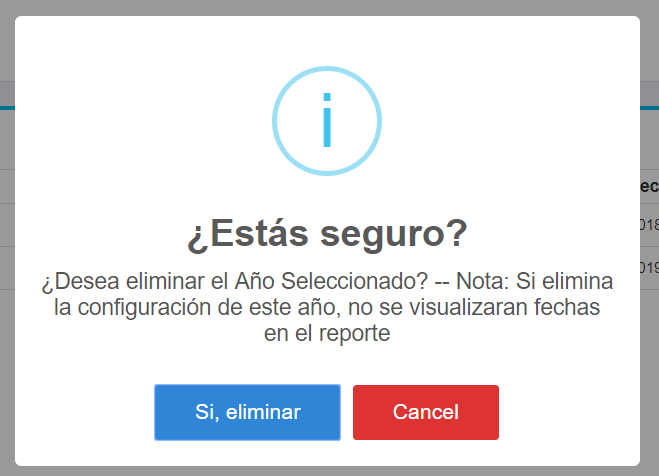 i
¿Estás seguro?
¿Desea eliminar el Año Seleccionado? -- Nota: Si elimina
la configuración de este año, no se visualizaran fechas
en el reporte
Si, eliminar Cancel